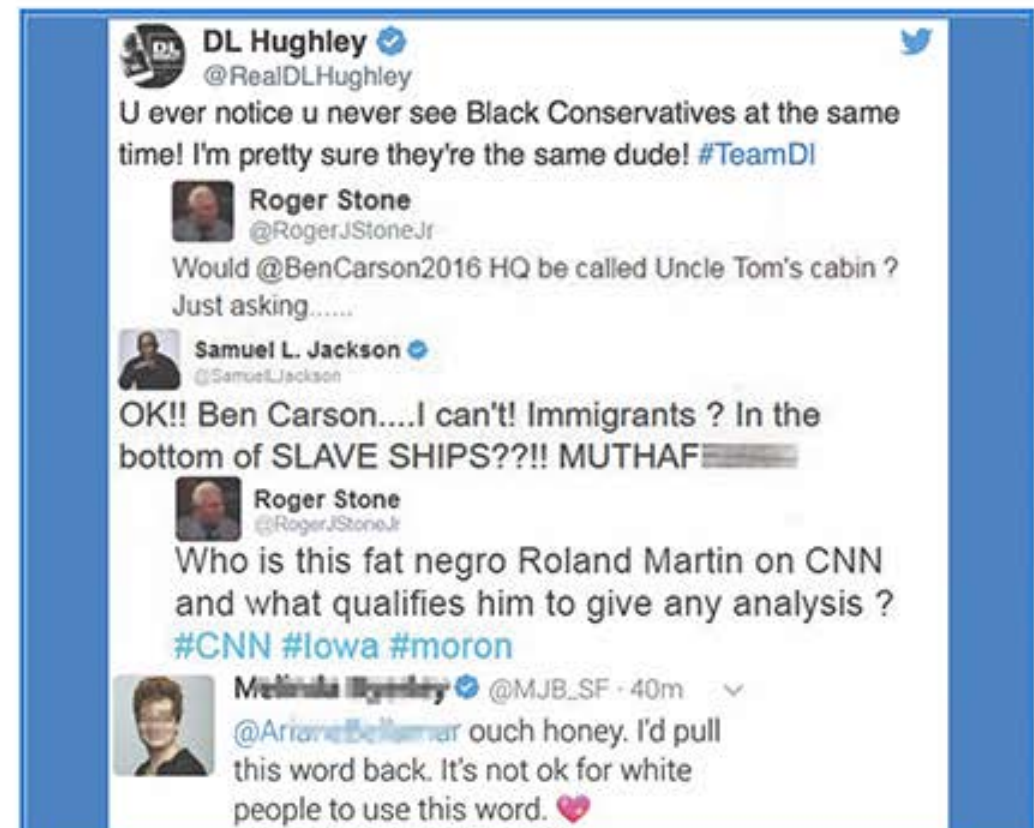 DL Hughley
@RealDLHughley
U ever notice u never see Black Conservatives at the same
time! I'm pretty sure they're the same dude! #TeamDl
Roger Stone
@RogerJStoneJr
Would @BenCarson2016 HQ be called Uncle Tom's cabin ?
Just asking......
Samuel L. Jackson
@SamuelLJackson
OK!! Ben Carson....I can't! Immigrants ? In the
bottom of SLAVE SHIPS??!! MUTHAF
Roger Stone
@RogerJStoneJr
Who is this fat negro Roland Martin on CNN
and what qualifies him to give any analysis ?
#CNN #Iowa #moron
@MJB_SF · 40m
ouch honey. I'd pull
this word back. It's not ok for white
people to use this word. 💖